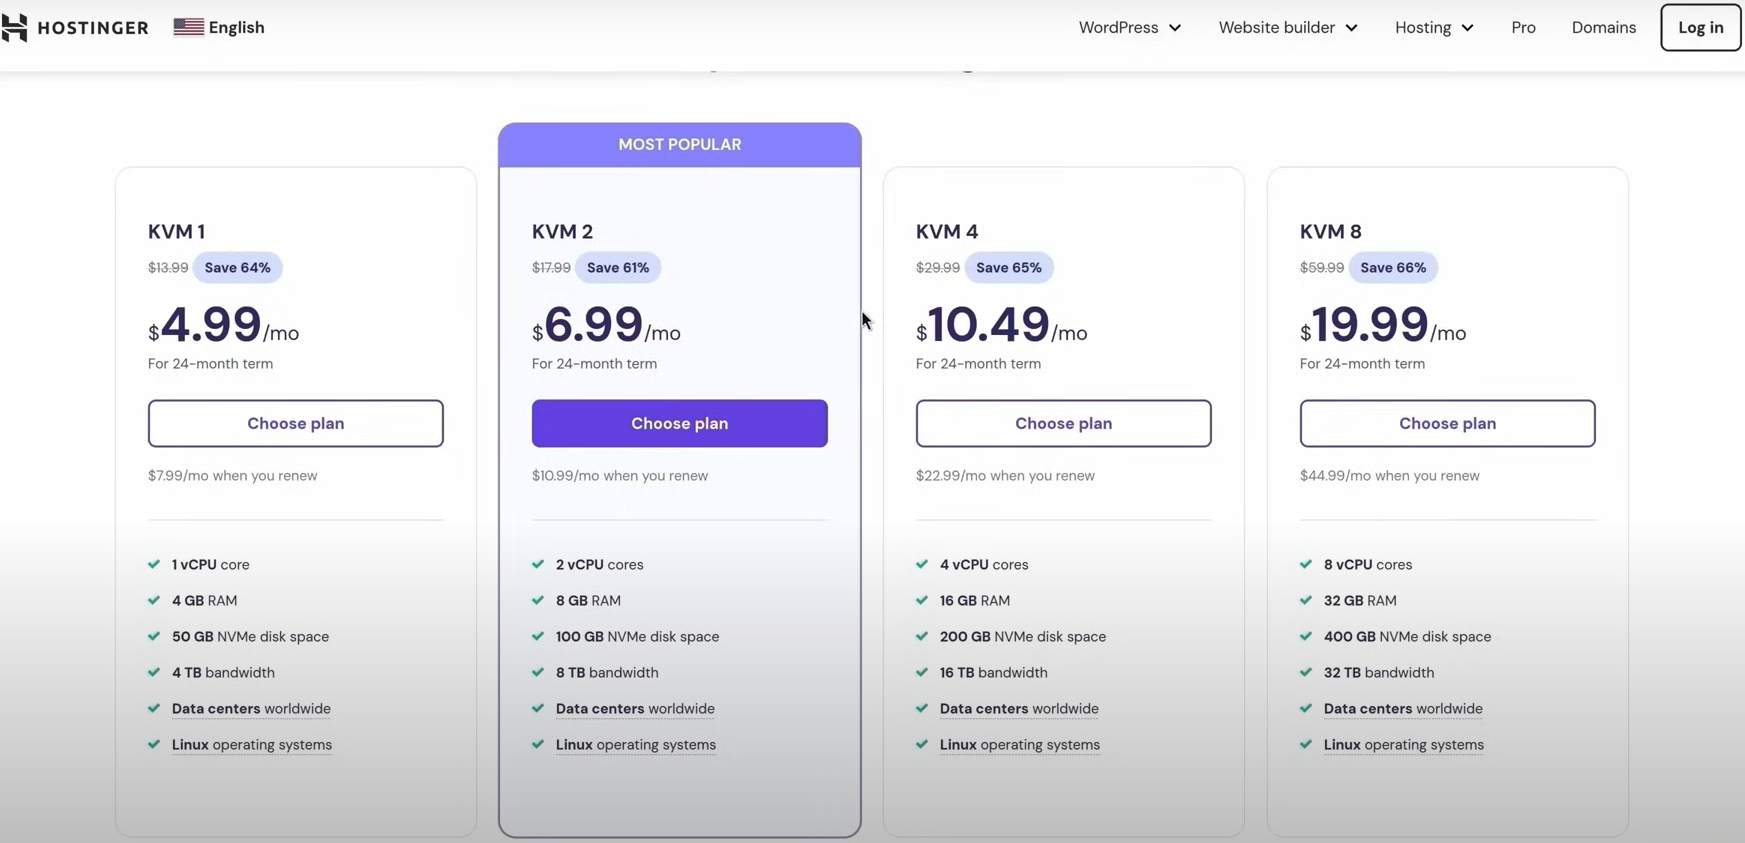 HOSTINGER
English
WordPress
Website builder
Hosting
Pro
Domains
Log in
MOST POPULAR
KVM 1
$13.99 Save 64%
$4.99/mo
For 24-month term
Choose plan
$7.99/mo when you renew
1 vCPU core
4 GB RAM
50 GB NVMe disk space
4 TB bandwidth
Data centers worldwide
Linux operating systems
KVM 2
$17.99 Save 61%
$6.99/mo
For 24-month term
Choose plan
$10.99/mo when you renew
2 vCPU cores
8 GB RAM
100 GB NVMe disk space
8 TB bandwidth
Data centers worldwide
Linux operating systems
KVM 4
$29.99 Save 65%
$10.49/mo
For 24-month term
Choose plan
$22.99/mo when you renew
4 vCPU cores
16 GB RAM
200 GB NVMe disk space
16 TB bandwidth
Data centers worldwide
Linux operating systems
KVM 8
$59.99 Save 66%
$19.99/mo
For 24-month term
Choose plan
$44.99/mo when you renew
8 vCPU cores
32 GB RAM
400 GB NVMe disk space
32 TB bandwidth
Data centers worldwide
Linux operating systems